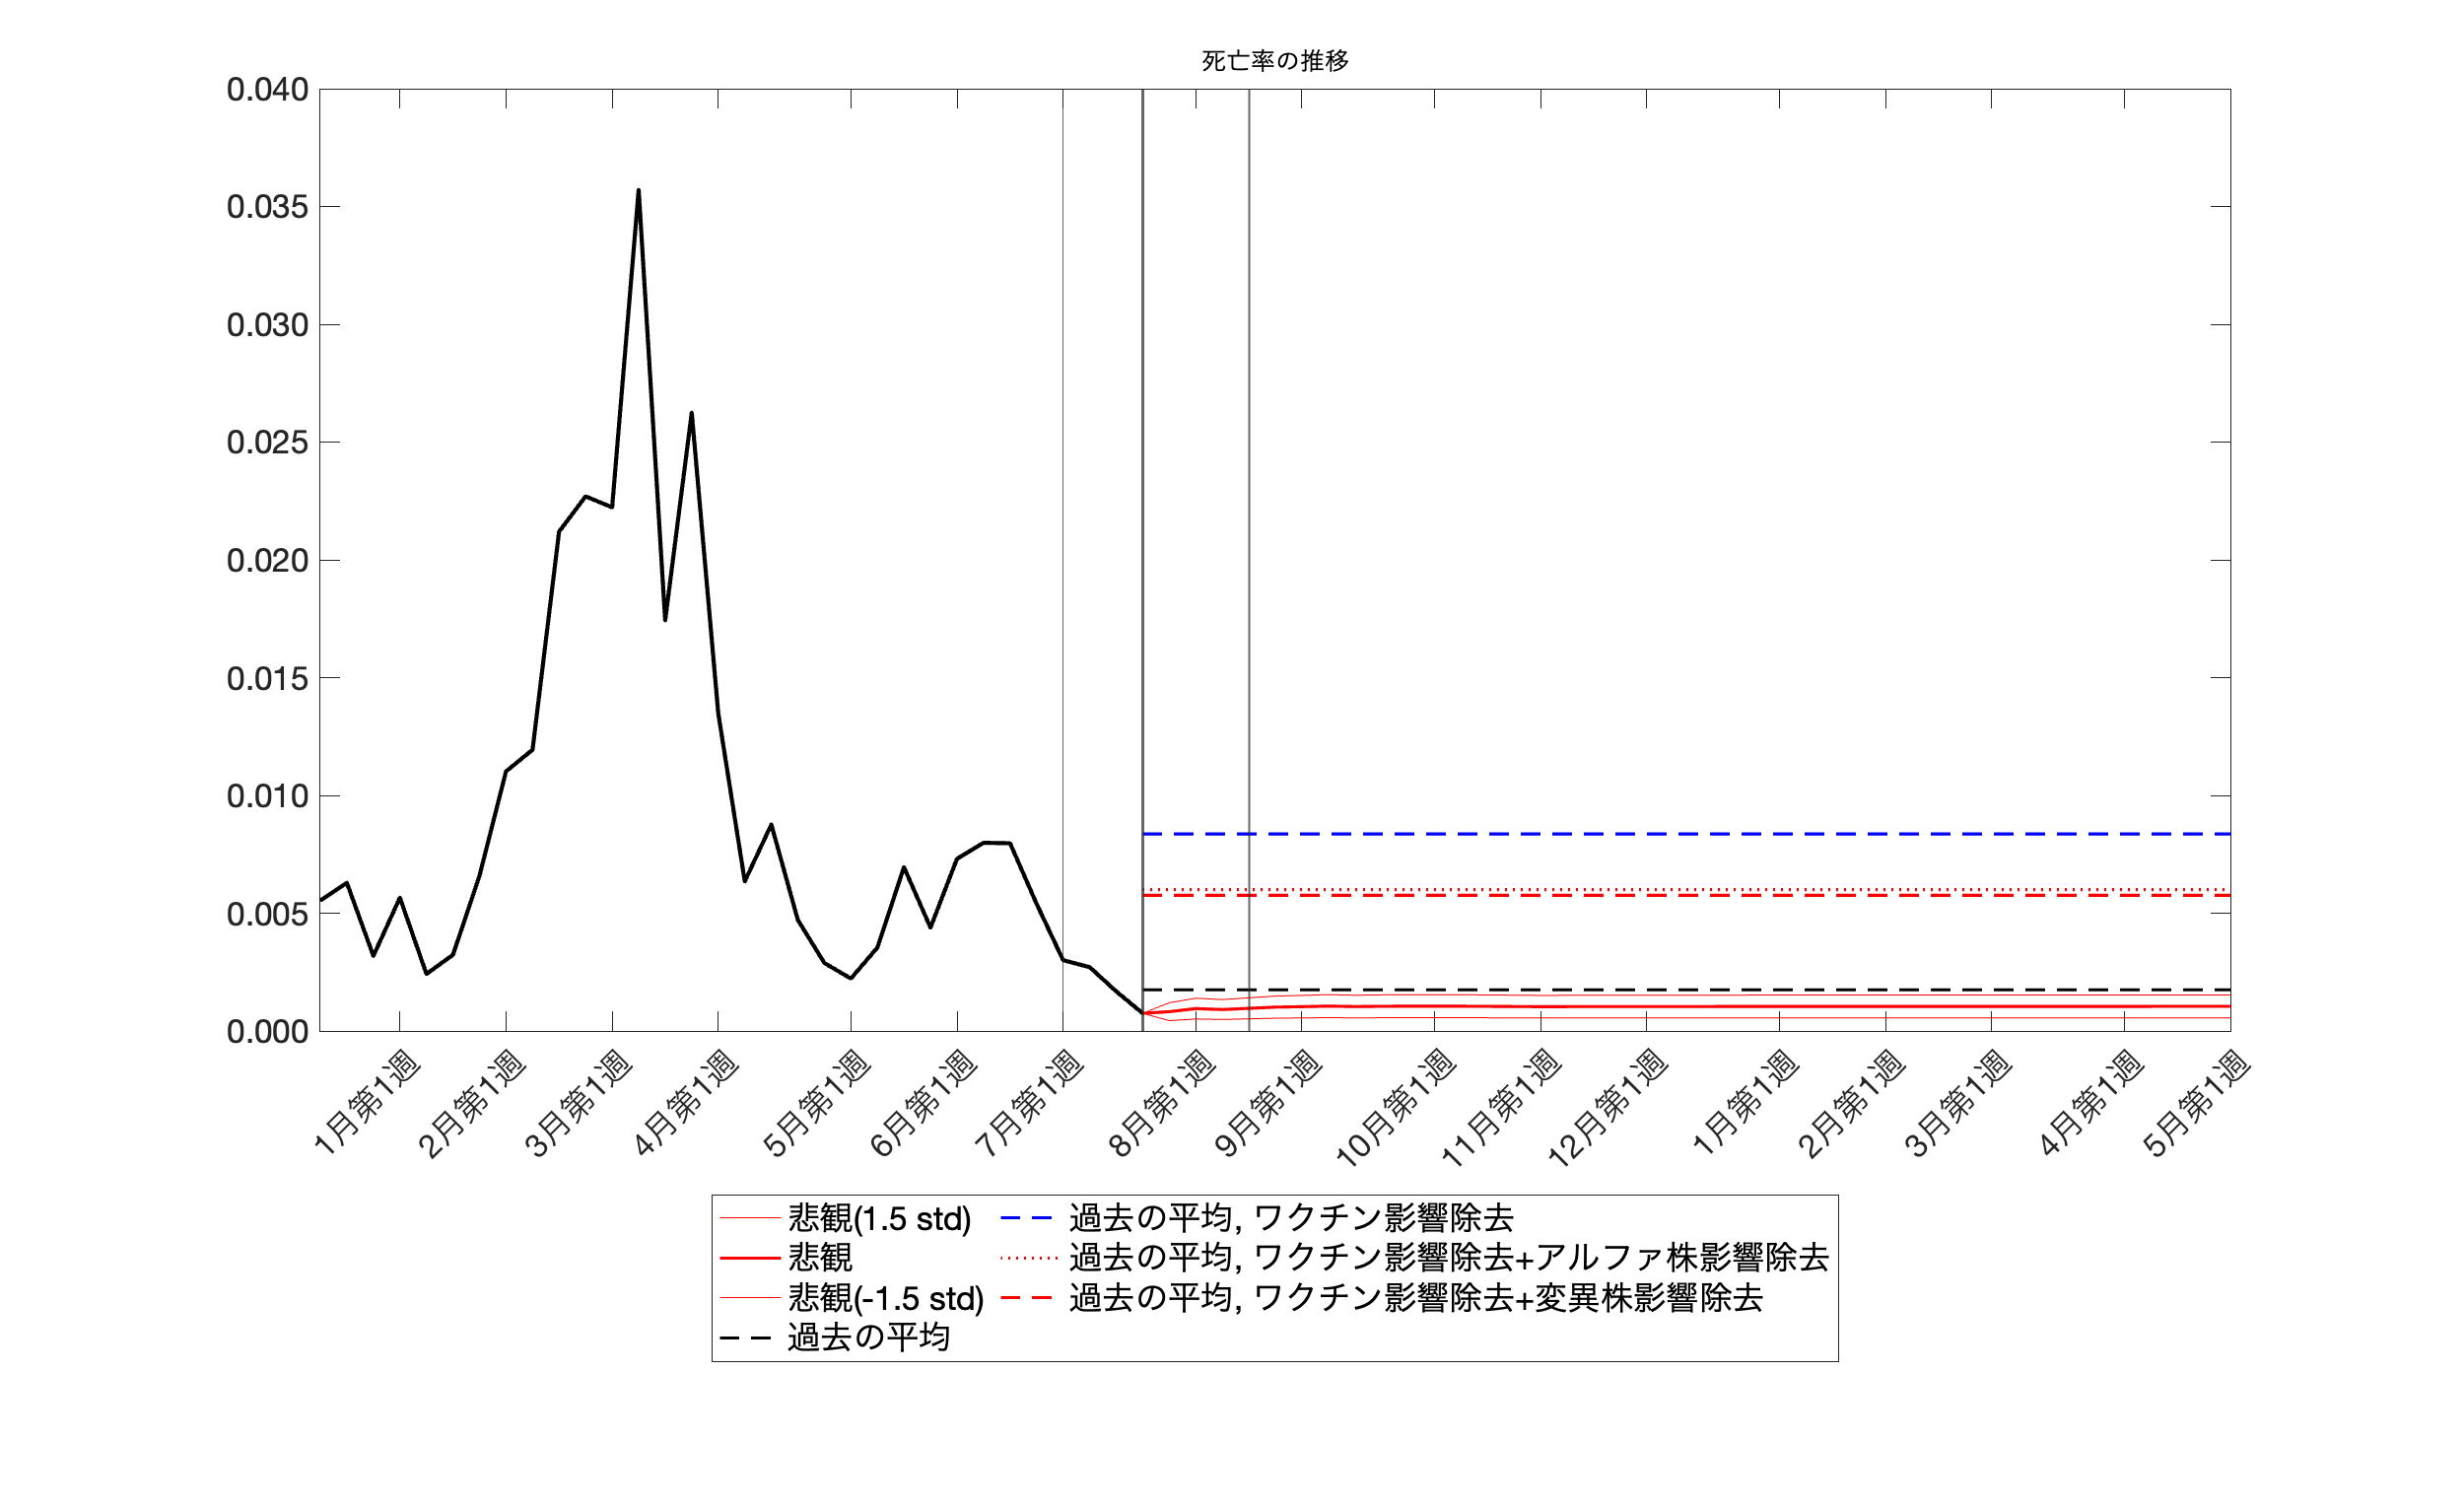 死亡率の推移
0.040
0.035
0.030
0.025
0.020
0.015
0.010
0.005
0.000
1月第1週
2月第1週
3月第1週
4月第1週
5月第1週
6月第1週
7月第1週
8月第1週
9月第1週
10月第1週
11月第1週
12月第1週
1月第1週
2月第1週
3月第1週
4月第1週
5月第1週
悲観(1.5 std)
悲観
悲観(-1.5 std)
過去の平均
過去の平均, ワクチン影響除去
過去の平均, ワクチン影響除去+アルファ株影響除去
過去の平均, ワクチン影響除去+変異株影響除去